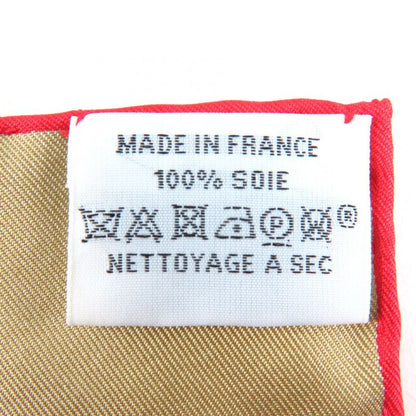 MADE IN FRANCE
100% SOIE
P ®
NETTOYAGE A SEC